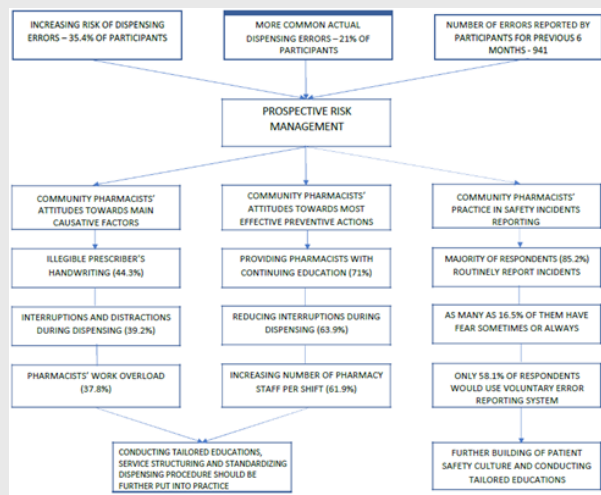 INCREASING RISK OF DISPENSING
ERRORS – 35.4% OF PARTICIPANTS
MORE COMMON ACTUAL
DISPENSING ERRORS – 21% OF
PARTICIPANTS
NUMBER OF ERRORS REPORTED BY
PARTICIPANTS FOR PREVIOUS 6
MONTHS - 941
PROSPECTIVE RISK
MANAGEMENT
COMMUNITY PHARMACISTS'
ATTITUDES TOWARDS MAIN
CAUSATIVE FACTORS
ILLEGIBLE PRESCRIBER'S
HANDWRITING (44.3%)
INTERRUPTIONS AND DISTRACTIONS
DURING DISPENSING (39.2%)
PHARMACISTS' WORK OVERLOAD
(37.8%)
COMMUNITY PHARMACISTS'
ATTITUDES TOWARDS MOST
EFFECTIVE PREVENTIVE ACTIONS
PROVIDING PHARMACISTS WITH
CONTINUING EDUCATION (71%)
REDUCING INTERRUPTIONS DURING
DISPENSING (63.9%)
INCREASING NUMBER OF PHARMACY
STAFF PER SHIFT (61.9%)
CONDUCTING TAILORED EDUCATIONS,
SERVICE STRUCTURING AND STANDARDIZING
DISPENSING PROCEDURE SHOULD BE
FURTHER PUT INTO PRACTICE
COMMUNITY PHARMACISTS'
PRACTICE IN SAFETY INCIDENTS
REPORTING
MAJORITY OF RESPONDENTS (85.2%)
ROUTINELY REPORT INCIDENTS
AS MANY AS 16.5% OF THEM HAVE
FEAR SOMETIMES OR ALWAYS
ONLY 58.1% OF RESPONDENTS
WOULD USE VOLUNTARY ERROR
REPORTING SYSTEM
FURTHER BUILDING OF PATIENT
SAFETY CULTURE AND CONDUCTING
TAILORED EDUCATIONS